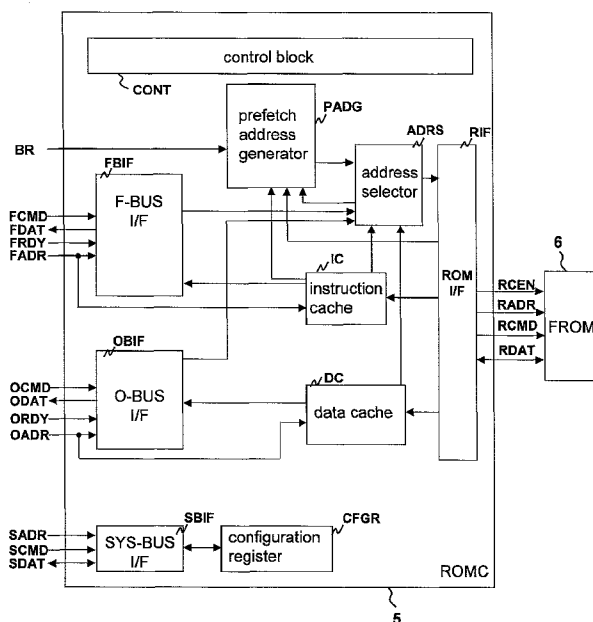 control block
CONT
prefetch
address
generator
PADG
ADRS
RIF
BR
FBIF
address
selector
F-BUS
I/F
FCMD
FDAT
FRDY
FADR
6
IC
instruction
cache
ROM
I/F
RCEN
RADR
RCMD
RDAT
FROM
OBIF
OCMD
ODAT
ORDY
OADR
O-BUS
I/F
DC
data cache
SBIF
CFGR
SADR
SCMD
SDAT
SYS-BUS
I/F
configuration
register
ROMC
5